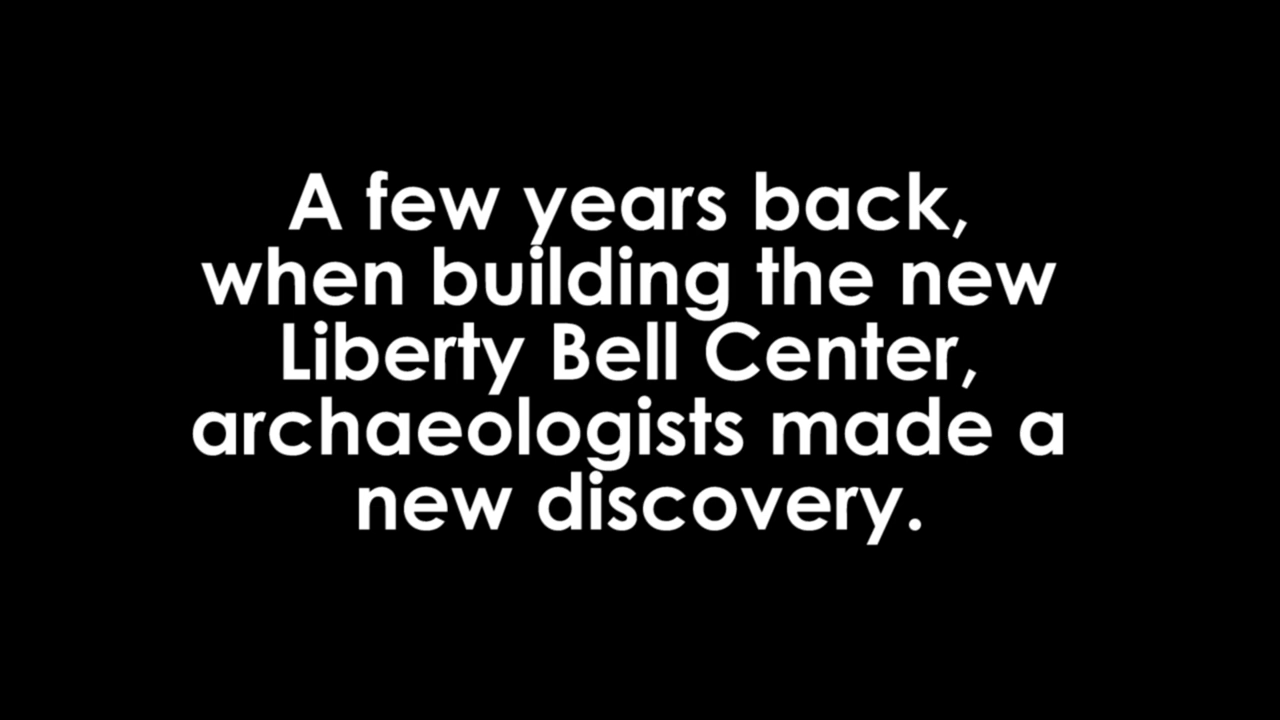 A few years back,
when building the new
Liberty Bell Center,
archaeologists made a
new discovery.